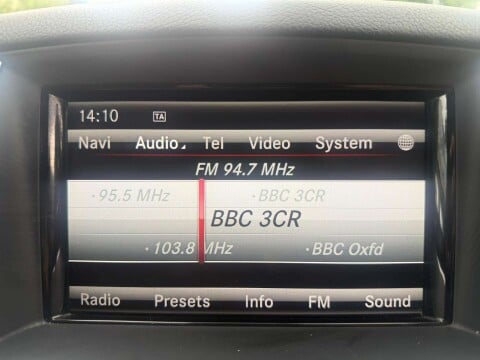 14:10 TA
Navi Audio Tel Video System
FM 94.7 MHz
·95.5 MHz ·BBC 3CR
BBC 3CR
·103.8 MHz ·BBC Oxfd
Radio Presets Info FM Sound